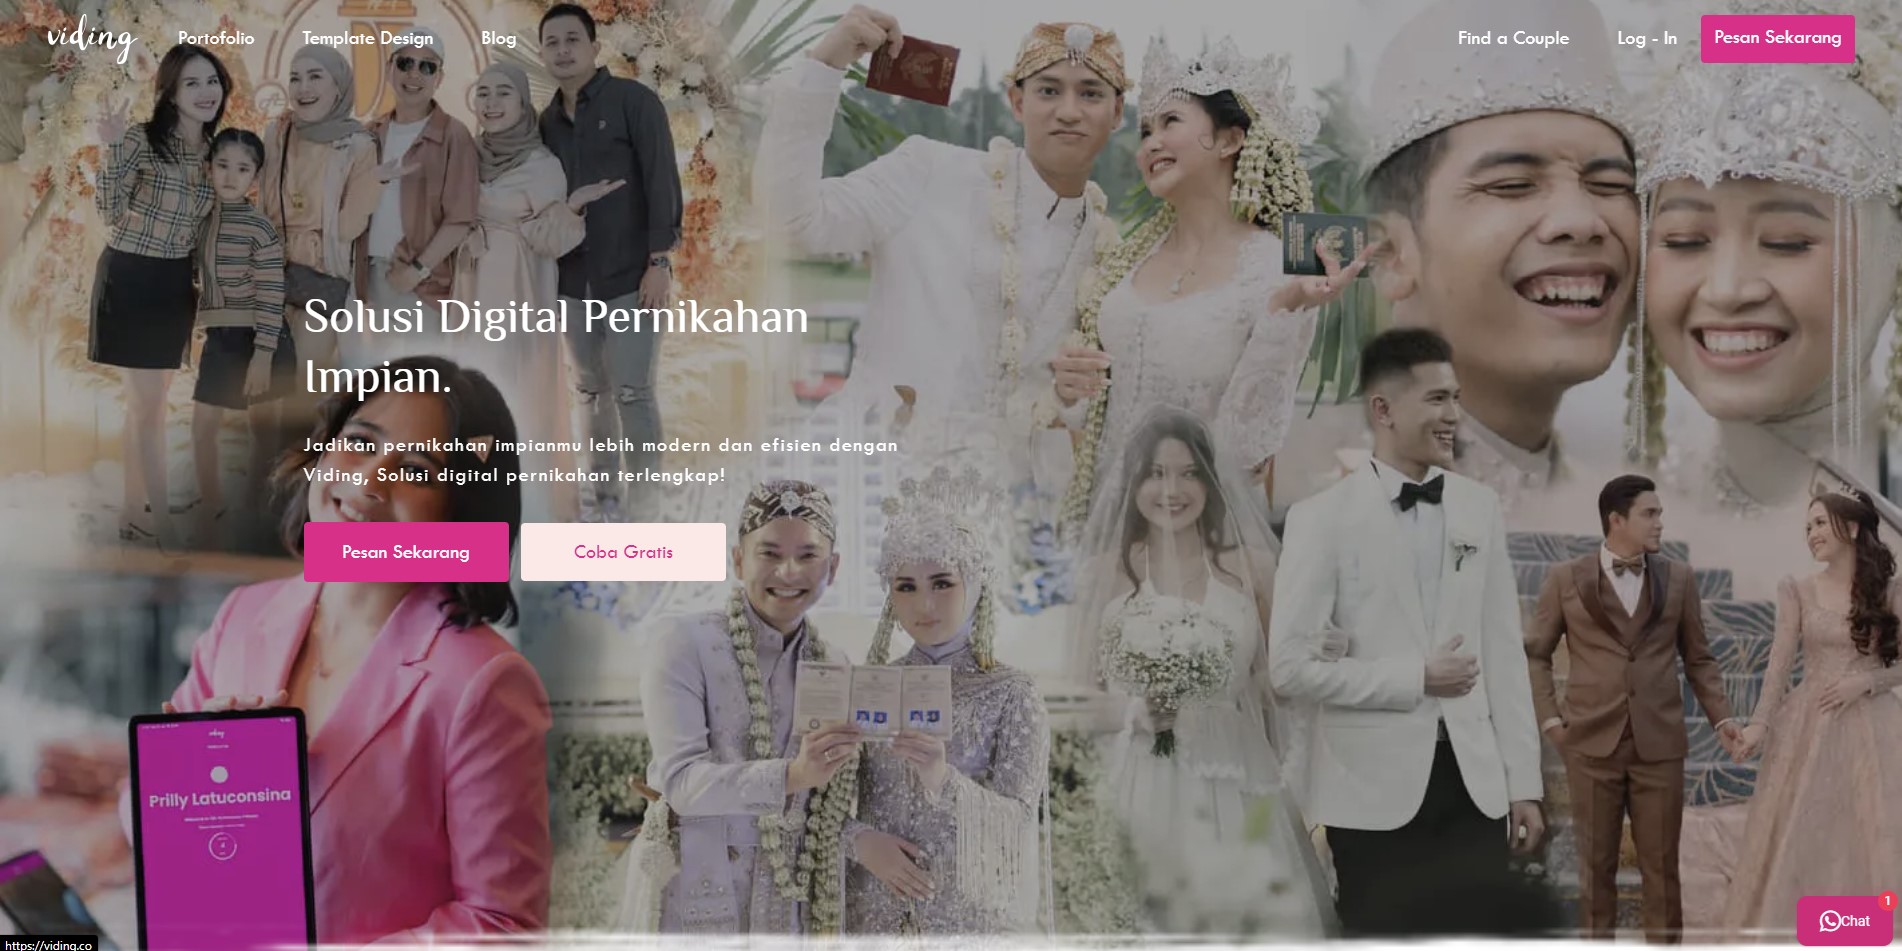 viding
Portofolio
Template Design
Blog
Find a Couple
Log - In
Pesan Sekarang
Solusi Digital Pernikahan
Impian.
Jadikan pernikahan impianmu lebih modern dan efisien dengan
Viding, Solusi digital pernikahan terlengkap!
Pesan Sekarang
Coba Gratis
viding
Prilly Latuconsina
1
Chat
https://viding.co